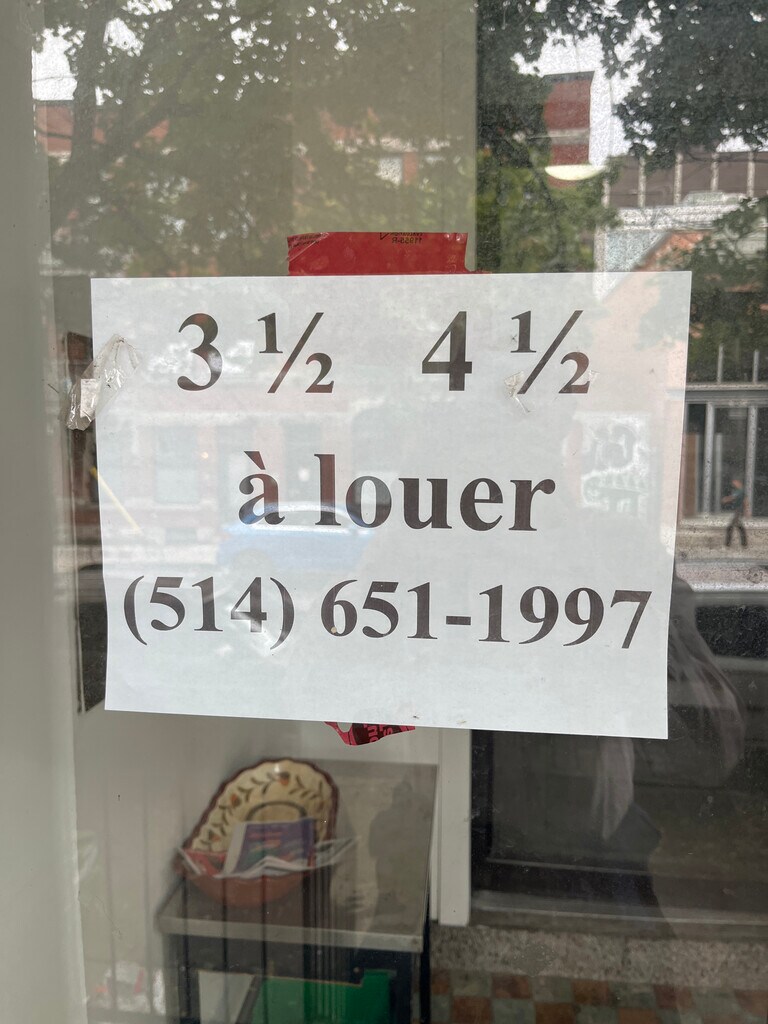 3 ½ 4 ½
à louer
(514) 651-1997